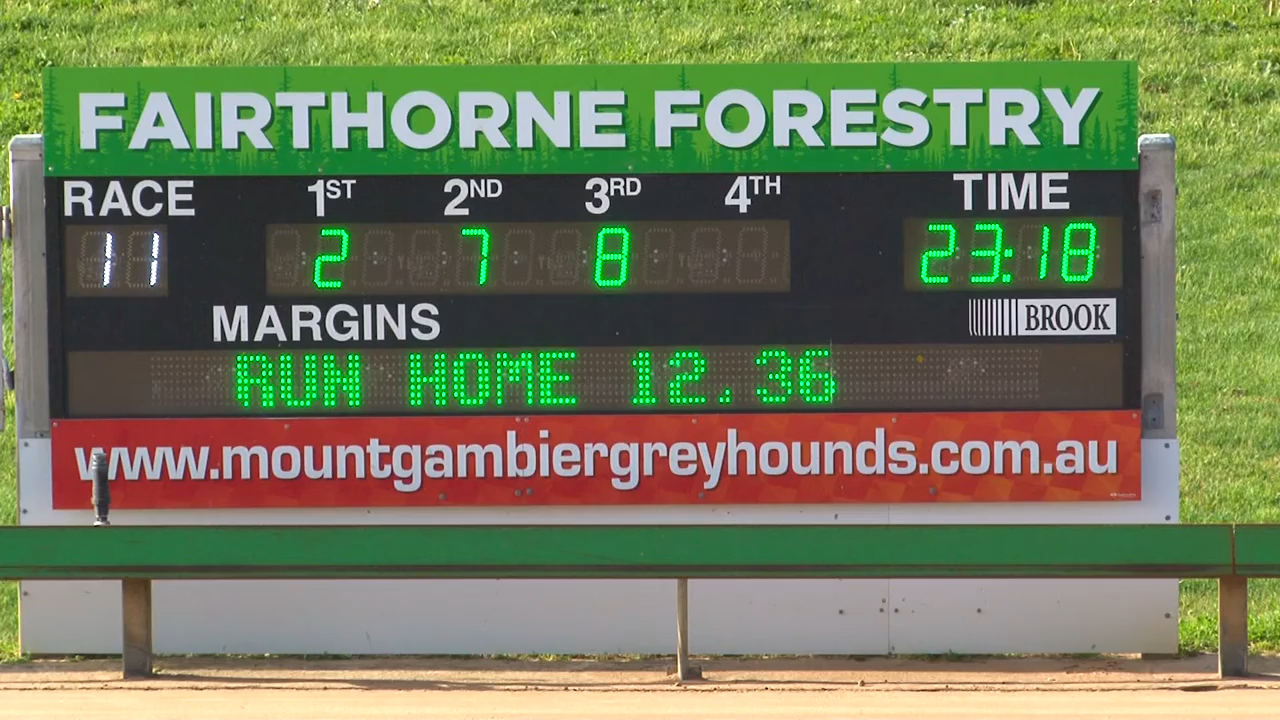 FAIRTHORNE FORESTRY
RACE 1ST 2ND 3RD 4TH TIME
11 2 7 8 23:18
MARGINS BROOK
RUN HOME 12.36
www.mountgambiergreyhounds.com.au